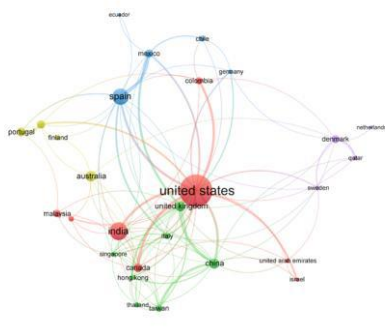 ecuador
mexico
chile
germany
colombia
spain
portugal
finland
denmark
netherlands
qatar
australia
sweden
united states
united kingdom
malaysia
india
italy
singapore
canada
china
united arab emirates
hong kong
israel
thailand
taiwan